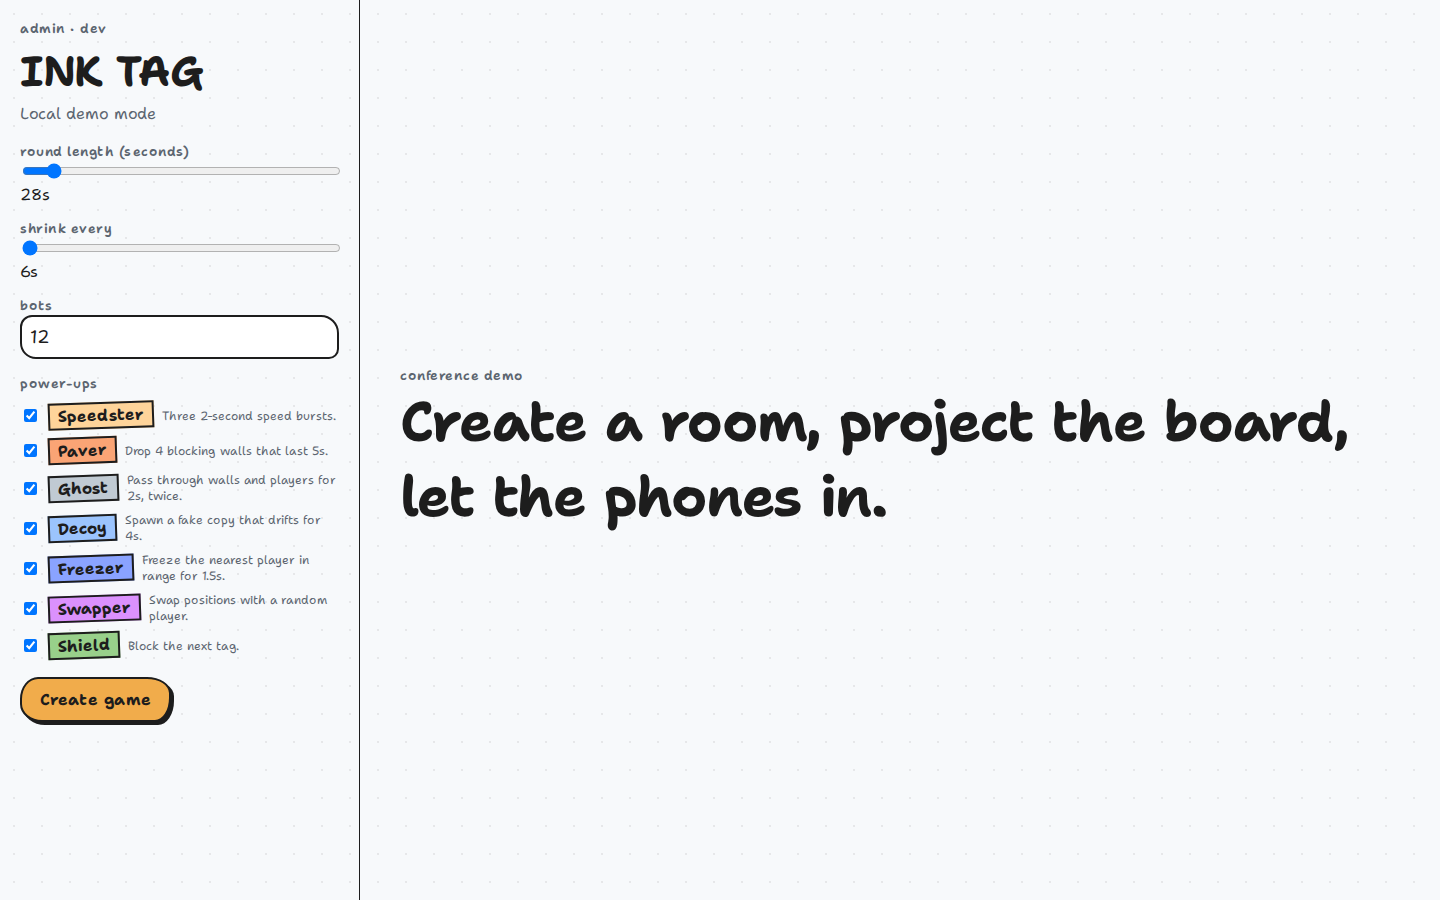 admin · dev
INK TAG
Local demo mode
round length (seconds)
28s
shrink every
6s
bots
12
power-ups
Speedster Three 2-second speed bursts.
Paver Drop 4 blocking walls that last 5s.
Ghost Pass through walls and players for
2s, twice.
Decoy Spawn a fake copy that drifts for
4s.
Freezer Freeze the nearest player in
range for 1.5s.
Swapper Swap positions with a random
player.
Shield Block the next tag.
Create game
conference demo
Create a room, project the board,
let the phones in.